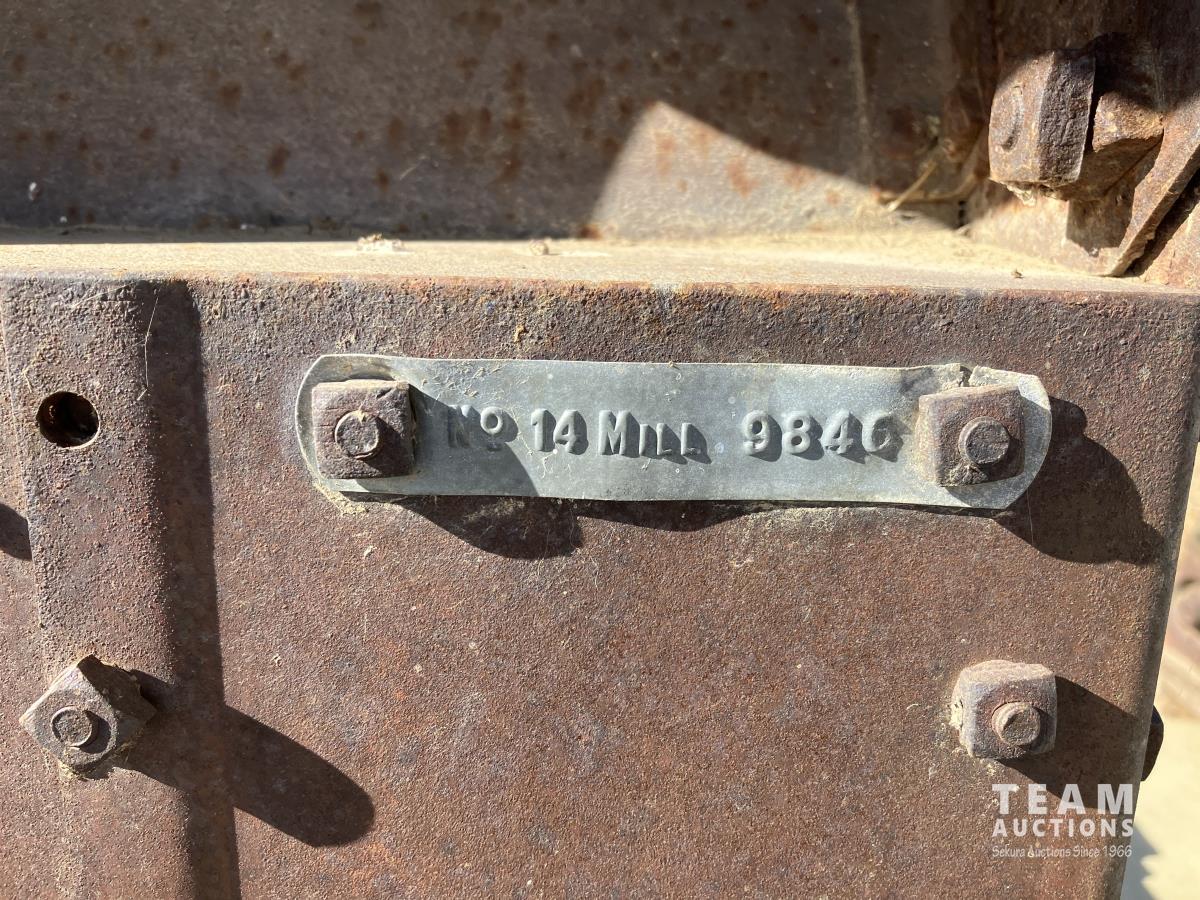 Nº 14 MILL 9846
TEAM
AUCTIONS
Sekura Auctions Since 1966